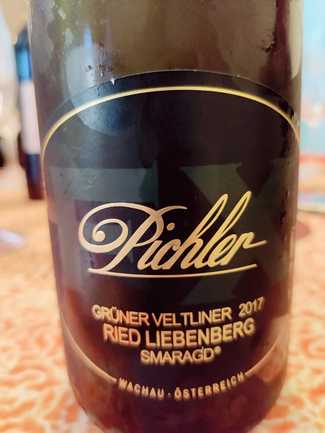 Pichler
GRÜNER VELTLINER 2017
RIED LIEBENBERG
SMARAGD®
WACHAU · ÖSTERREICH